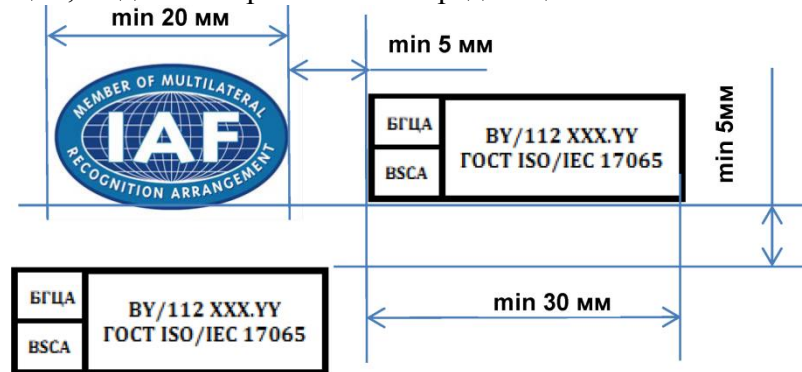 min 20 мм
min 5 мм
MEMBER OF MULTILATERAL
IAF
RECOGNITION ARRANGEMENT
БГЦА
BSCA
BY/112 XXX.YY
ГОСТ ISO/IEC 17065
min 5мм
min 30 мм
БГЦА
BSCA
BY/112 XXX.YY
ГОСТ ISO/IEC 17065